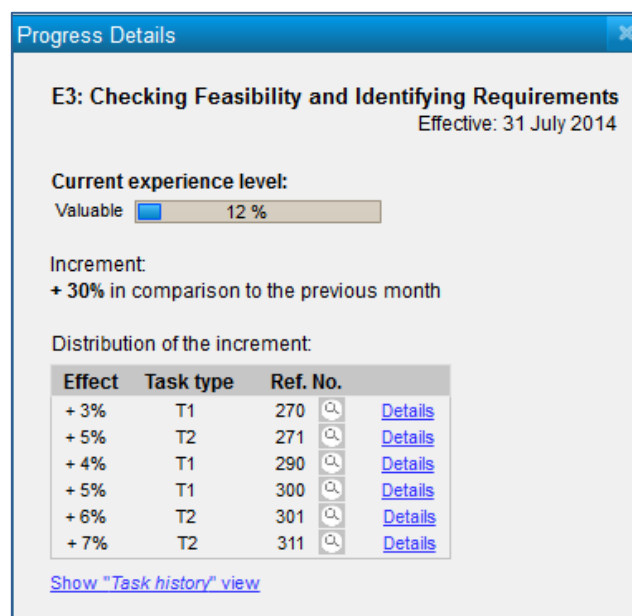 Progress Details
E3: Checking Feasibility and Identifying Requirements
Effective: 31 July 2014
Current experience level:
Valuable 12 %
Increment:
+ 30% in comparison to the previous month
Distribution of the increment:
Effect Task type Ref. No.
+ 3% T1 270 Details
+ 5% T2 271 Details
+ 4% T1 290 Details
+ 5% T1 300 Details
+ 6% T2 301 Details
+ 7% T2 311 Details
Show "Task history" view